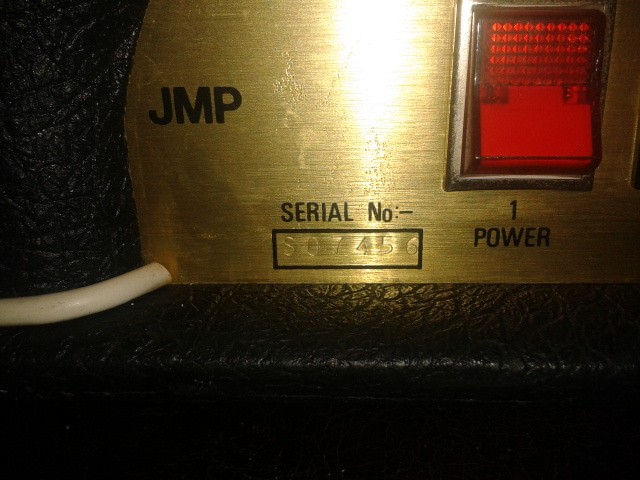 JMP
SERIAL No:-
S07456
1
POWER